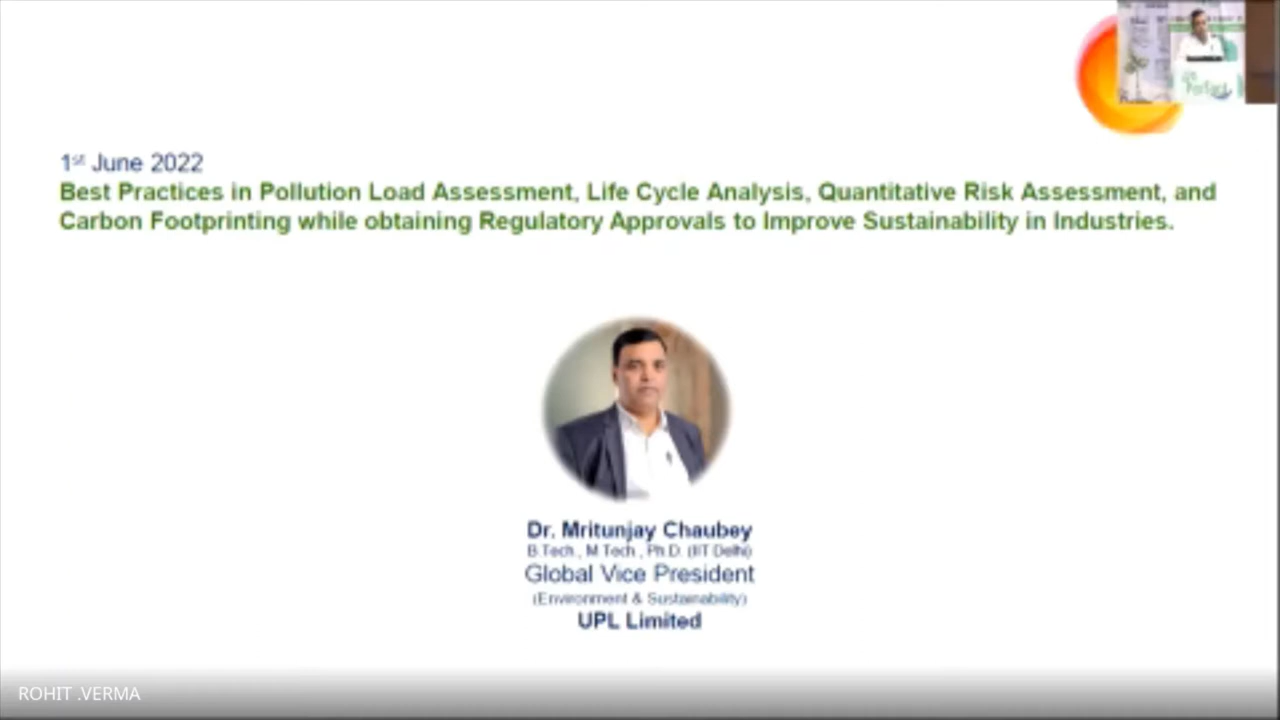 1st June 2022
Best Practices in Pollution Load Assessment, Life Cycle Analysis, Quantitative Risk Assessment, and
Carbon Footprinting while obtaining Regulatory Approvals to Improve Sustainability in Industries.
Dr. Mritunjay Chaubey
B.Tech., M.Tech., Ph.D. (IIT Delhi)
Global Vice President
(Environment & Sustainability)
UPL Limited
ROHIT .VERMA